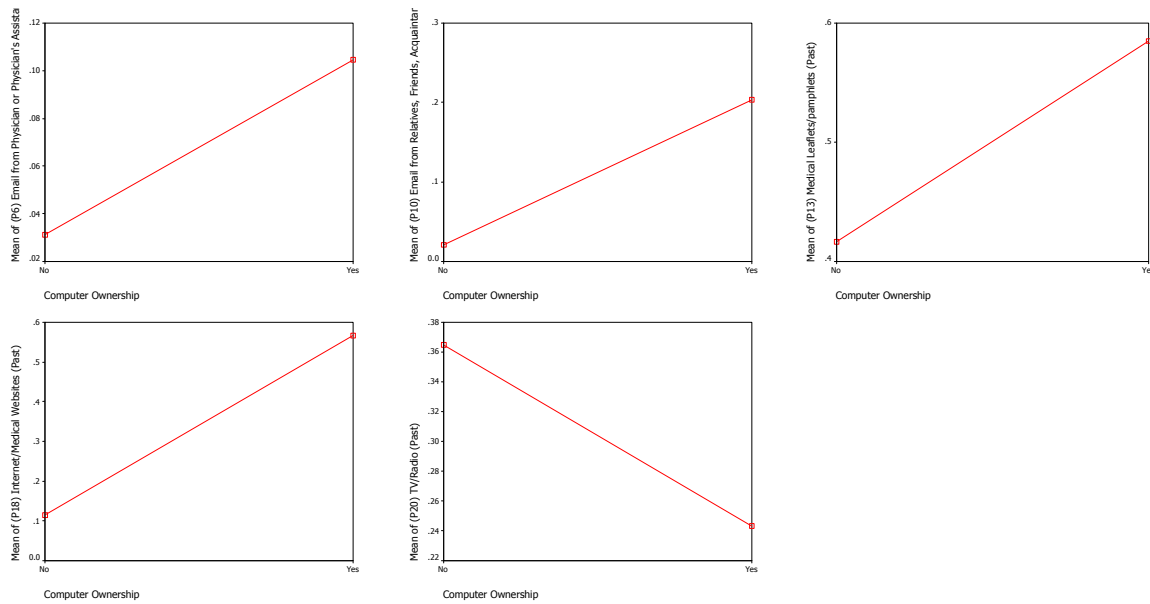 Mean of (P6) Email from Physician or Physician's Assista
.12
.10
.08
.06
.04
.02
No
Yes
Computer Ownership
Mean of (P10) Email from Relatives, Friends, Acquaintar
.3
.2
.1
0.0
No
Yes
Computer Ownership
Mean of (P13) Medical Leaflets/pamphlets (Past)
.6
.5
.4
No
Yes
Computer Ownership
Mean of (P18) Internet/Medical Websites (Past)
.6
.5
.4
.3
.2
.1
0.0
No
Yes
Computer Ownership
Mean of (P20) TV/Radio (Past)
.38
.36
.34
.32
.30
.28
.26
.24
.22
No
Yes
Computer Ownership